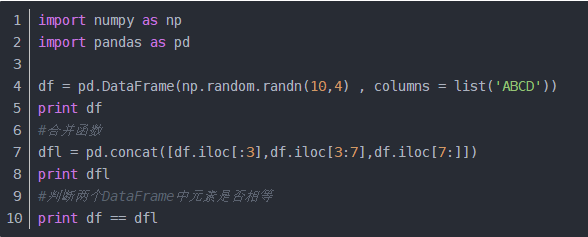 1 import numpy as np
2 import pandas as pd
3
4 df = pd.DataFrame(np.random.randn(10,4) , columns = list('ABCD'))
5 print df
6 #合并函数
7 dfl = pd.concat([df.iloc[:3],df.iloc[3:7],df.iloc[7:]])
8 print dfl
9 #判断两个DataFrame中元素是否相等
10 print df == dfl